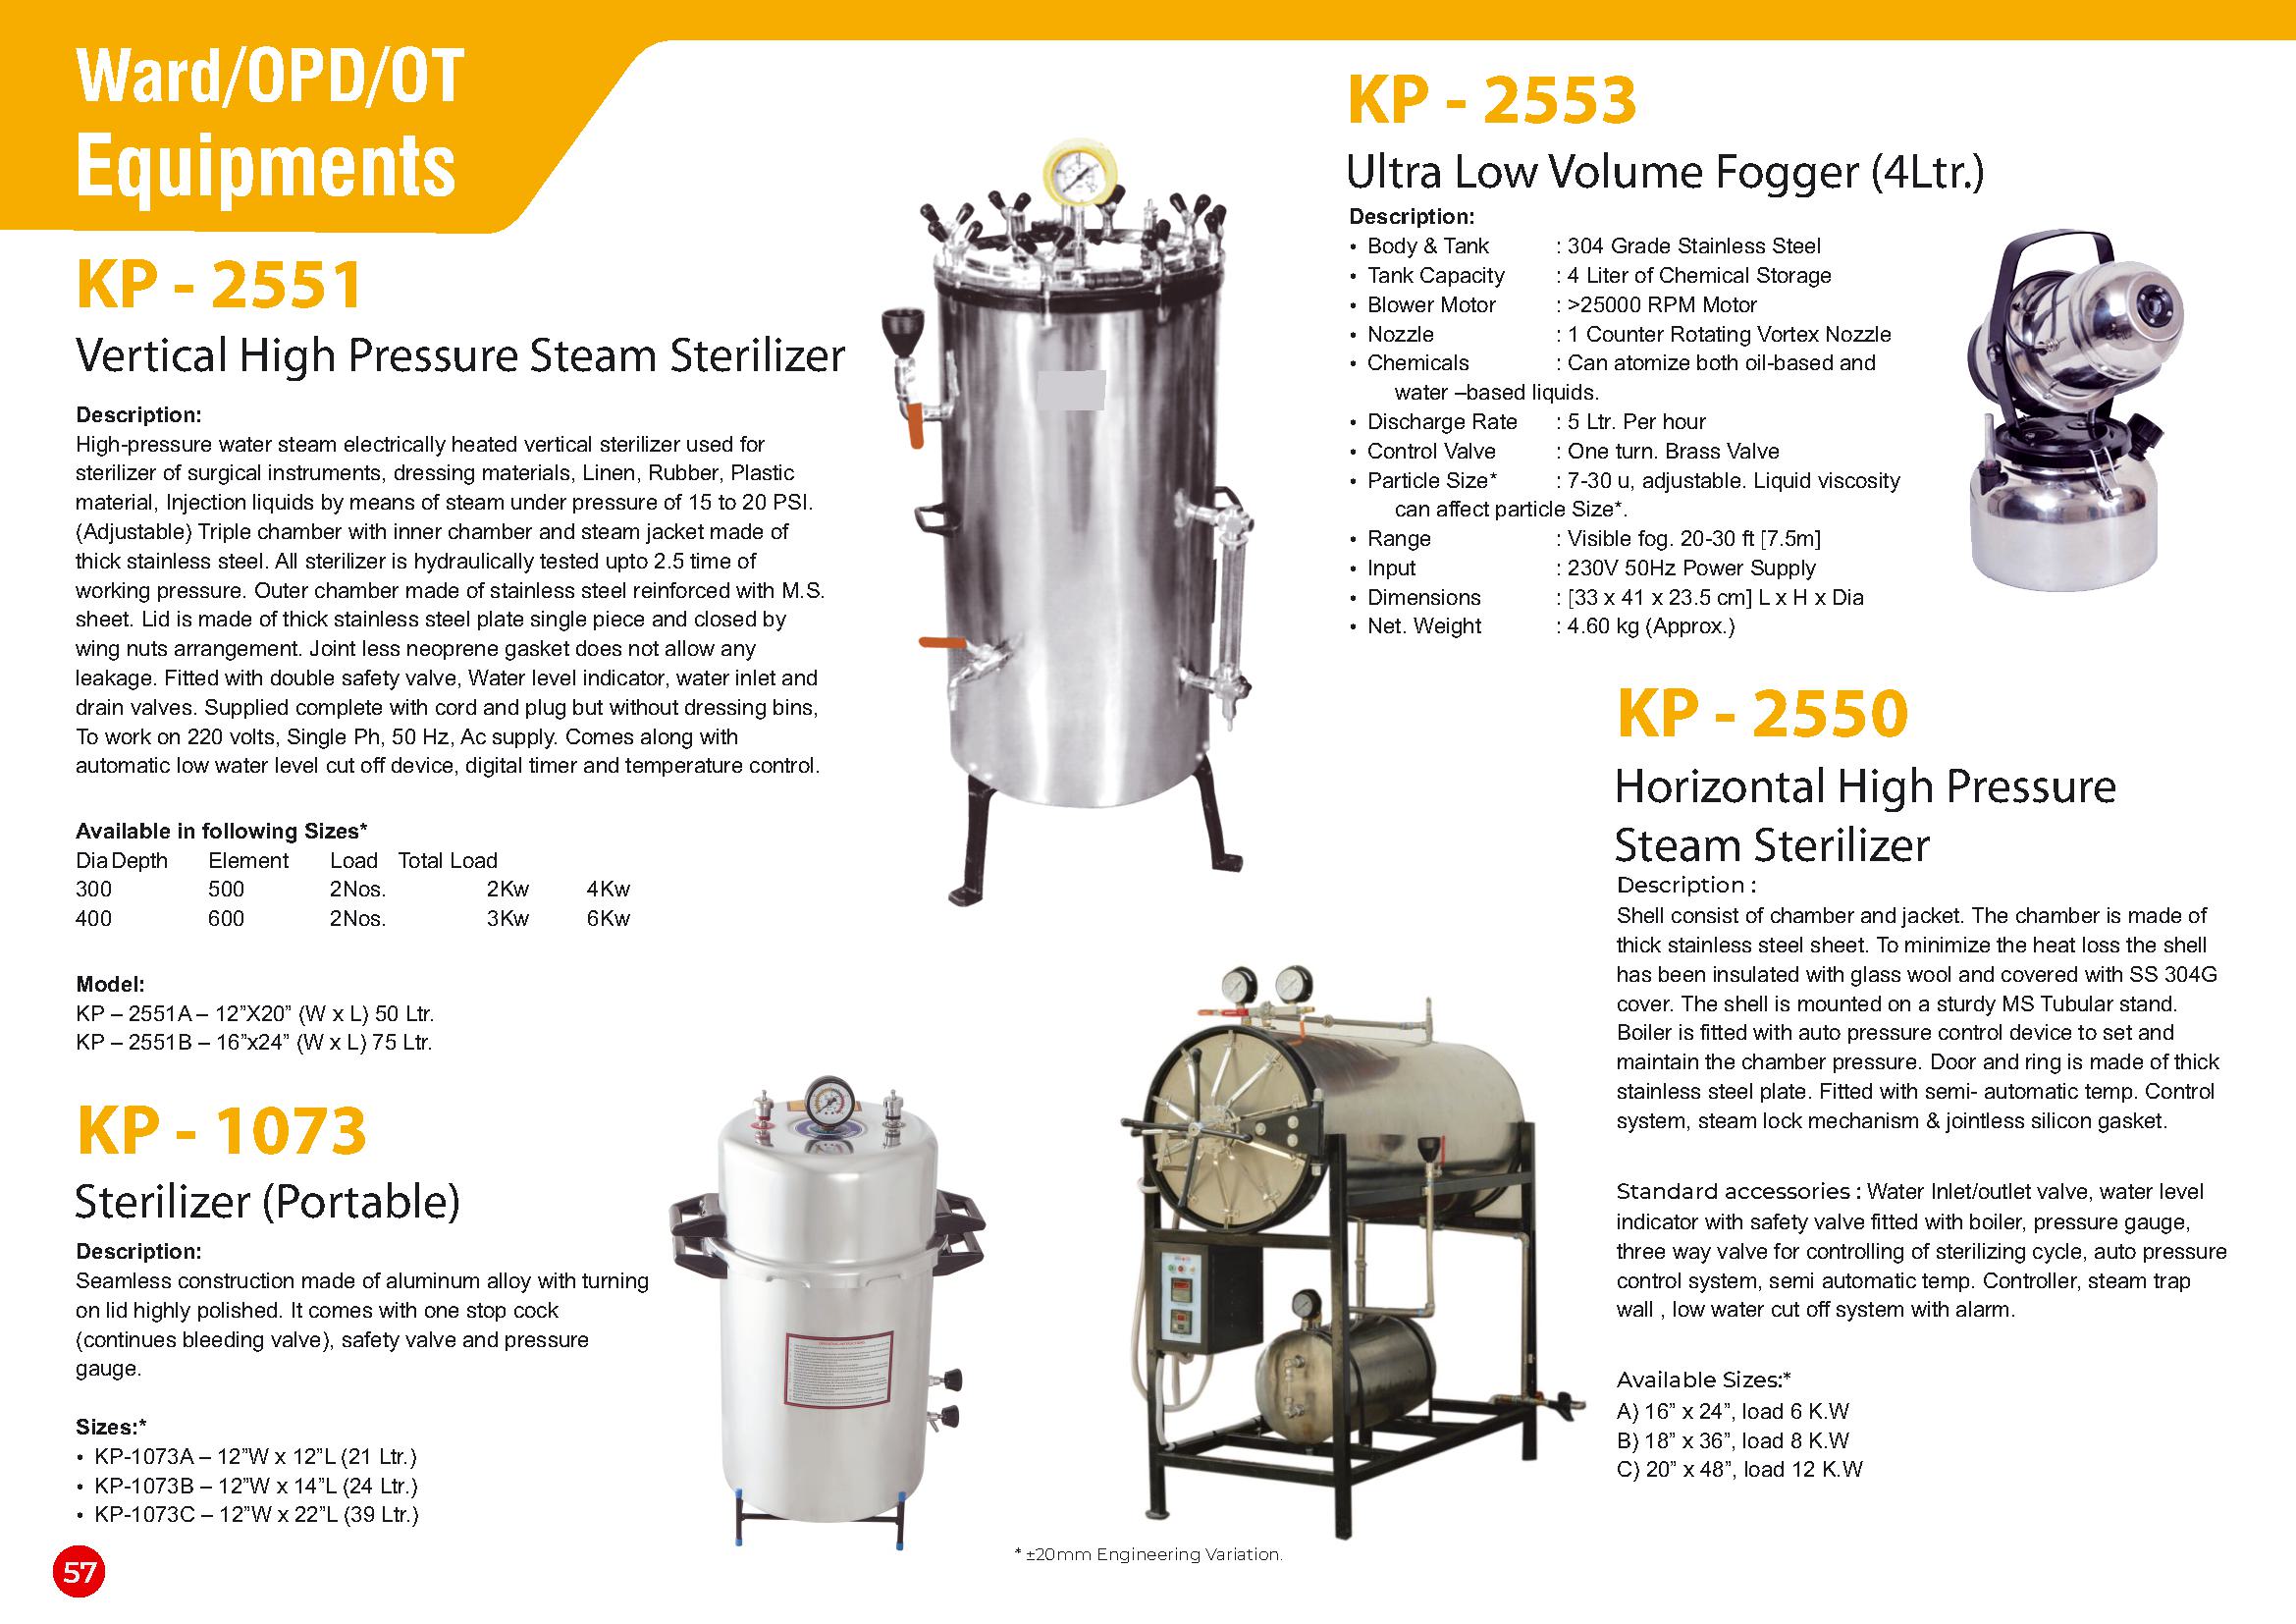 Ward/OPD/OT
Equipments
KP - 2551
Vertical High Pressure Steam Sterilizer
Description:
High-pressure water steam electrically heated vertical sterilizer used for
sterilizer of surgical instruments, dressing materials, Linen, Rubber, Plastic
material, Injection liquids by means of steam under pressure of 15 to 20 PSI.
(Adjustable) Triple chamber with inner chamber and steam jacket made of
thick stainless steel. All sterilizer is hydraulically tested upto 2.5 time of
working pressure. Outer chamber made of stainless steel reinforced with M.S.
sheet. Lid is made of thick stainless steel plate single piece and closed by
wing nuts arrangement. Joint less neoprene gasket does not allow any
leakage. Fitted with double safety valve, Water level indicator, water inlet and
drain valves. Supplied complete with cord and plug but without dressing bins,
To work on 220 volts, Single Ph, 50 Hz, Ac supply. Comes along with
automatic low water level cut off device, digital timer and temperature control.
Available in following Sizes*
Dia Depth Element Load Total Load
300 500 2Nos. 2Kw 4Kw
400 600 2Nos. 3Kw 6Kw
Model:
KP – 2551A – 12”X20” (W x L) 50 Ltr.
KP – 2551B – 16”x24” (W x L) 75 Ltr.
KP - 1073
Sterilizer (Portable)
Description:
Seamless construction made of aluminum alloy with turning
on lid highly polished. It comes with one stop cock
(continues bleeding valve), safety valve and pressure
gauge.
Sizes:*
• KP-1073A – 12”W x 12”L (21 Ltr.)
• KP-1073B – 12”W x 14”L (24 Ltr.)
• KP-1073C – 12”W x 22”L (39 Ltr.)
57
KP - 2553
Ultra Low Volume Fogger (4Ltr.)
Description:
• Body & Tank : 304 Grade Stainless Steel
• Tank Capacity : 4 Liter of Chemical Storage
• Blower Motor : >25000 RPM Motor
• Nozzle : 1 Counter Rotating Vortex Nozzle
• Chemicals : Can atomize both oil-based and
water –based liquids.
• Discharge Rate : 5 Ltr. Per hour
• Control Valve : One turn. Brass Valve
• Particle Size* : 7-30 u, adjustable. Liquid viscosity
can affect particle Size*.
• Range : Visible fog. 20-30 ft [7.5m]
• Input : 230V 50Hz Power Supply
• Dimensions : [33 x 41 x 23.5 cm] L x H x Dia
• Net. Weight : 4.60 kg (Approx.)
KP - 2550
Horizontal High Pressure
Steam Sterilizer
Description :
Shell consist of chamber and jacket. The chamber is made of
thick stainless steel sheet. To minimize the heat loss the shell
has been insulated with glass wool and covered with SS 304G
cover. The shell is mounted on a sturdy MS Tubular stand.
Boiler is fitted with auto pressure control device to set and
maintain the chamber pressure. Door and ring is made of thick
stainless steel plate. Fitted with semi- automatic temp. Control
system, steam lock mechanism & jointless silicon gasket.
Standard accessories : Water Inlet/outlet valve, water level
indicator with safety valve fitted with boiler, pressure gauge,
three way valve for controlling of sterilizing cycle, auto pressure
control system, semi automatic temp. Controller, steam trap
wall , low water cut off system with alarm.
Available Sizes:*
A) 16” x 24”, load 6 K.W
B) 18” x 36”, load 8 K.W
C) 20” x 48”, load 12 K.W
* ±20mm Engineering Variation.